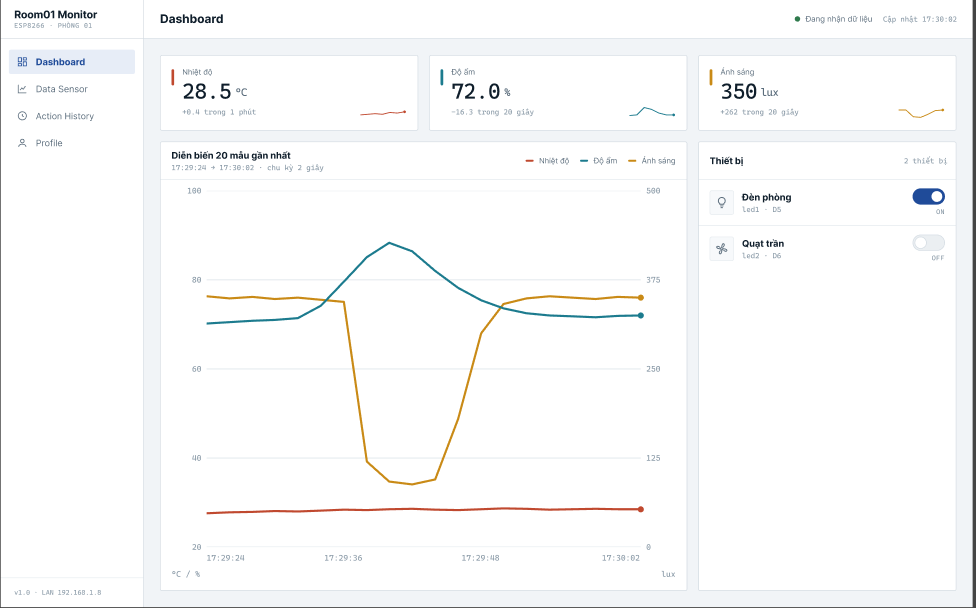 Room01 Monitor
ESP8266 · PHÒNG 01
Dashboard
Data Sensor
Action History
Profile
v1.0 · LAN 192.168.1.8
Dashboard
Đang nhận dữ liệu
Cập nhật 17:30:02
Nhiệt độ
28.5 °C
+0.4 trong 1 phút
Độ ẩm
72.0 %
-16.3 trong 20 giây
Ánh sáng
350 lux
+262 trong 20 giây
Diễn biến 20 mẫu gần nhất
17:29:24 → 17:30:02 · chu kỳ 2 giây
Nhiệt độ
Độ ẩm
Ánh sáng
100
500
80
375
60
250
40
125
20
0
17:29:24
17:29:36
17:29:48
17:30:02
°C / %
lux
Thiết bị
2 thiết bị
Đèn phòng
led1 · D5
ON
Quạt trần
led2 · D6
OFF